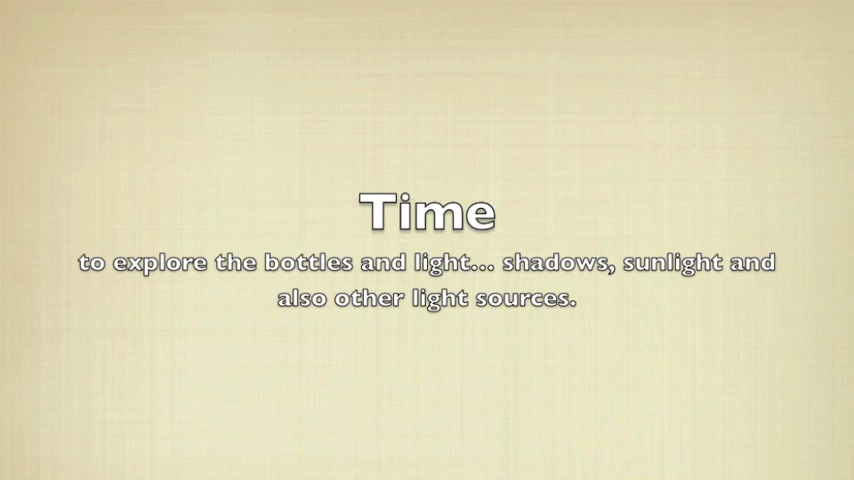 Time
to explore the bottles and light... shadows, sunlight and
also other light sources.